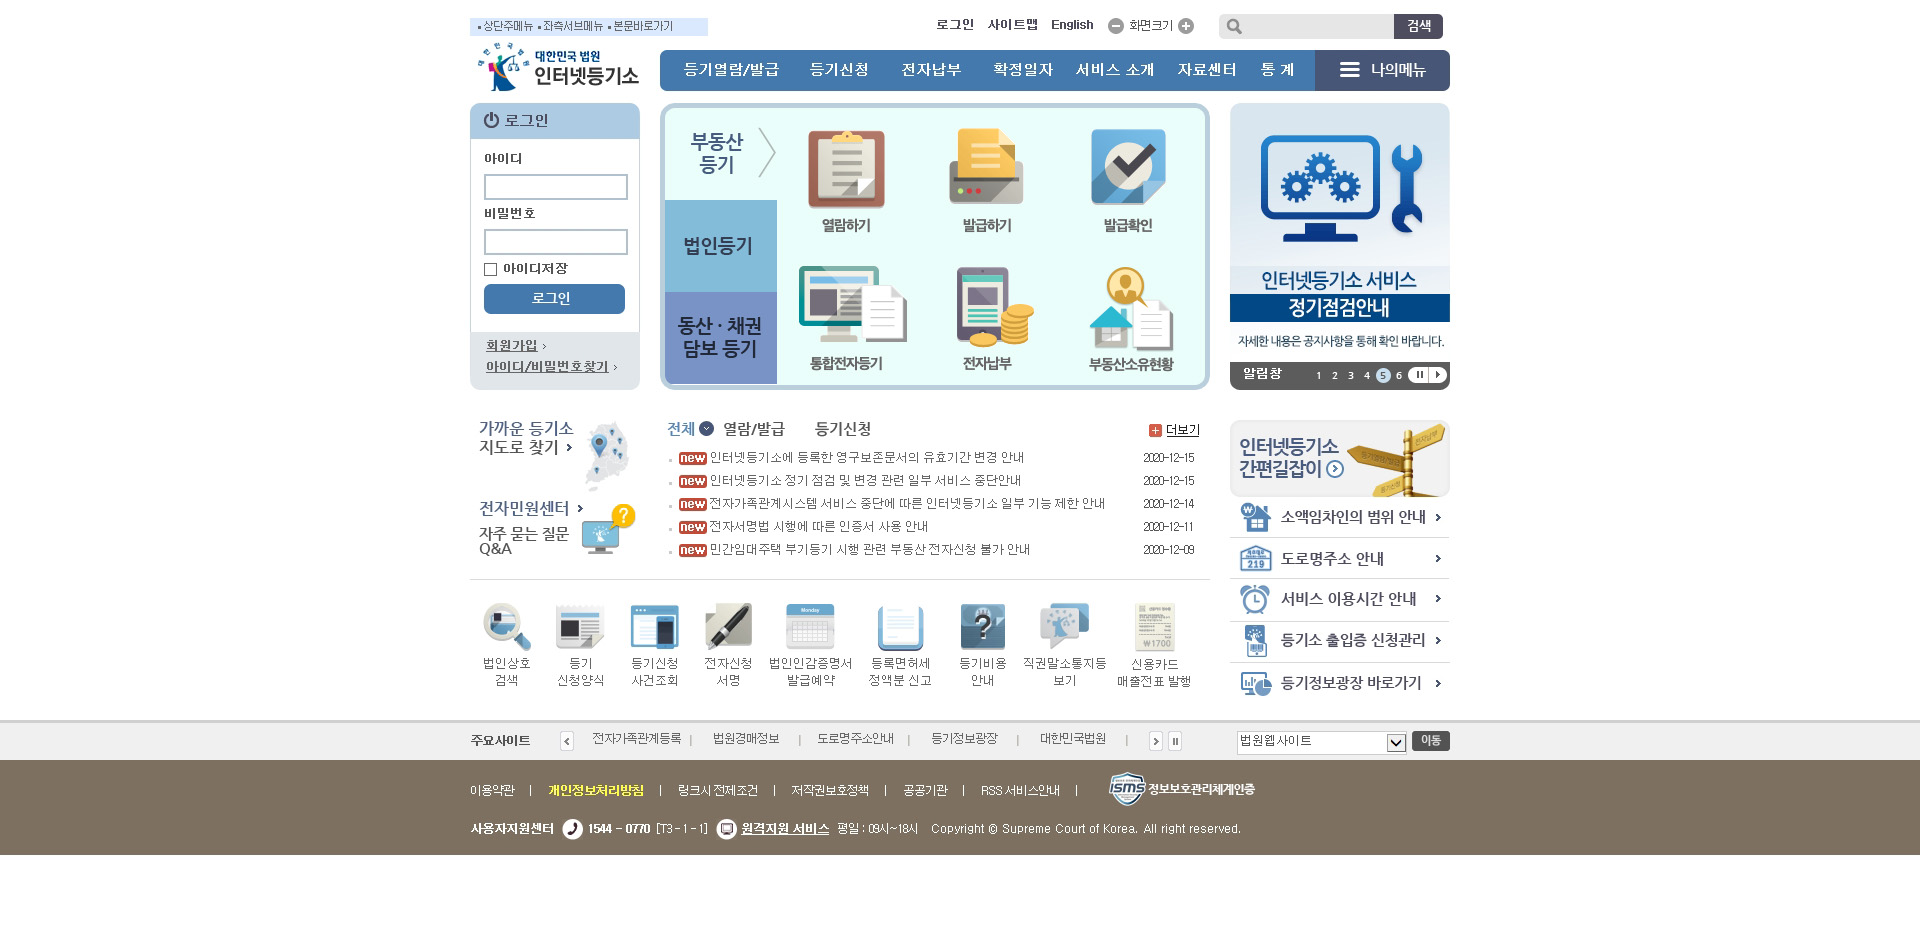 ▪상단주메뉴 ▪좌측서브메뉴 ▪본문바로가기
로그인 사이트맵 English 화면크기
검색
대한민국 법원
인터넷등기소
등기열람/발급 등기신청 전자납부 확정일자 서비스 소개 자료센터 통 계 나의메뉴
로그인
아이디
비밀번호
아이디저장
로그인
회원가입
아이디/비밀번호찾기
부동산
등기
법인등기
동산 · 채권
담보 등기
열람하기 발급하기 발급확인
통합전자등기 전자납부 부동산소유현황
인터넷등기소 서비스
정기점검안내
자세한 내용은 공지사항을 통해 확인 바랍니다.
알림창 1 2 3 4 5 6
가까운 등기소
지도로 찾기
전자민원센터
자주 묻는 질문
Q&A
?
전체 열람/발급 등기신청 더보기
new 인터넷등기소에 등록한 영구보존문서의 유효기간 변경 안내 2020-12-15
new 인터넷등기소 정기 점검 및 변경 관련 일부 서비스 중단안내 2020-12-15
new 전자가족관계시스템 서비스 중단에 따른 인터넷등기소 일부 기능 제한 안내 2020-12-14
new 전자서명법 시행에 따른 인증서 사용 안내 2020-12-11
new 민간임대주택 부기등기 시행 관련 부동산 전자신청 불가 안내 2020-12-09
인터넷등기소
간편길잡이
소액임차인의 범위 안내
219
도로명주소 안내
서비스 이용시간 안내
등기소 출입증 신청관리
등기정보광장 바로가기
Monday
?
₩1700
법인상호
검색
등기
신청양식
등기신청
사건조회
전자신청
서명
법인인감증명서
발급예약
등록면허세
정액분 신고
등기비용
안내
직권말소통지등
보기
신용카드
매출전표 발행
주요사이트 전자가족관계등록 | 법원경매정보 | 도로명주소안내 | 등기정보광장 | 대한민국법원 |
법원웹사이트 이동
이용약관 | 개인정보처리방침 | 링크시 전제조건 | 저작권보호정책 | 공공기관 | RSS 서비스안내 |
ISMS 정보보호관리체계인증
사용자지원센터 1544 - 0770 [T3-1-1] 원격지원 서비스 평일 : 09시~18시 Copyright © Supreme Court of Korea. All right reserved.